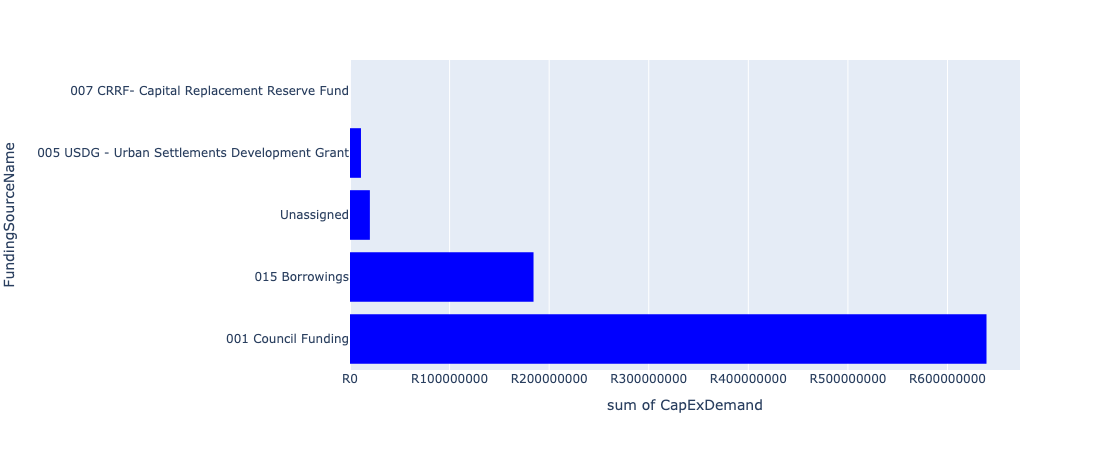 007 CRRF- Capital Replacement Reserve Fund
005 USDG - Urban Settlements Development Grant
Unassigned
015 Borrowings
001 Council Funding
FundingSourceName
R0 R100000000 R200000000 R300000000 R400000000 R500000000 R600000000
sum of CapExDemand